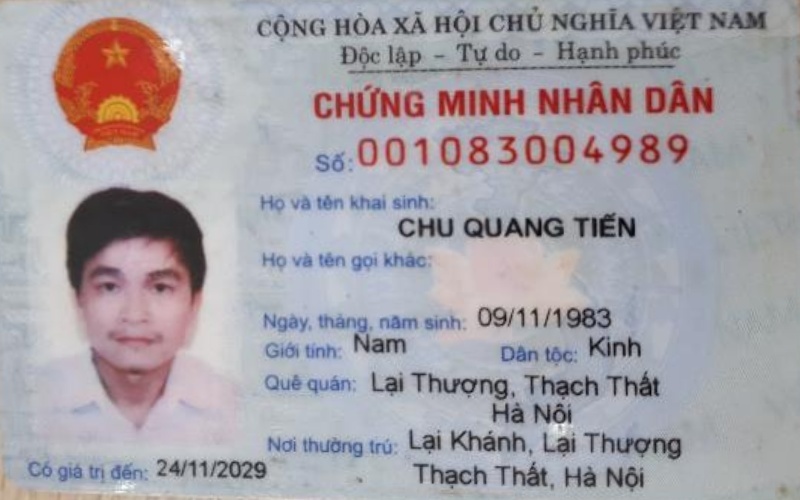 CỘNG HÒA XÃ HỘI CHỦ NGHĨA VIỆT NAM
Độc lập - Tự do - Hạnh phúc
CHỨNG MINH NHÂN DÂN
Số: 001083004989
Họ và tên khai sinh:
CHU QUANG TIẾN
Họ và tên gọi khác:
Ngày, tháng, năm sinh: 09/11/1983
Giới tính: Nam Dân tộc: Kinh
Quê quán: Lại Thượng, Thạch Thất
Hà Nội
Nơi thường trú: Lại Khánh, Lại Thượng
Thạch Thất, Hà Nội
Có giá trị đến: 24/11/2029